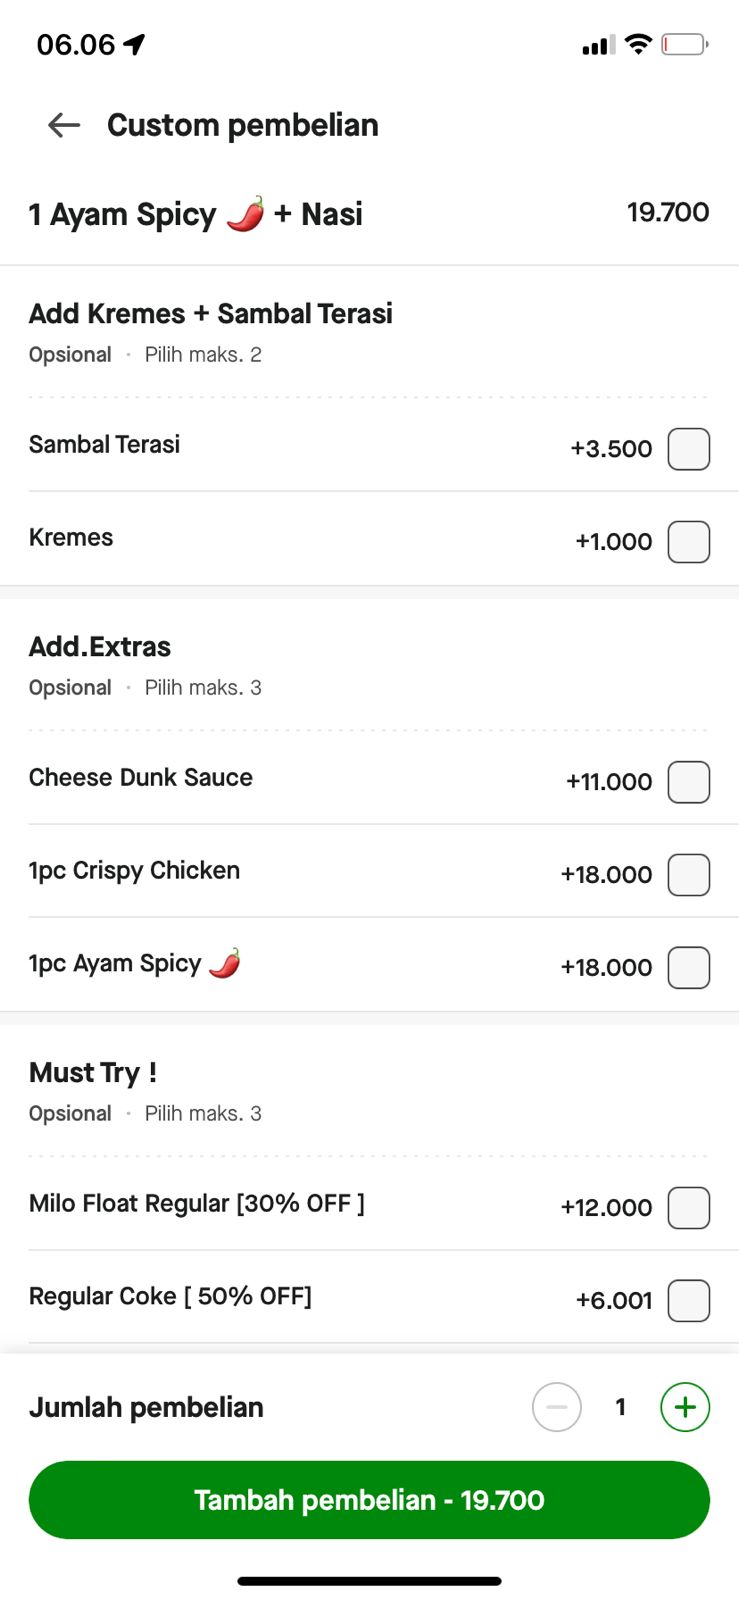 06.06
Custom pembelian
1 Ayam Spicy 🌶️ + Nasi 19.700
Add Kremes + Sambal Terasi
Opsional · Pilih maks. 2
Sambal Terasi +3.500
Kremes +1.000
Add.Extras
Opsional · Pilih maks. 3
Cheese Dunk Sauce +11.000
1pc Crispy Chicken +18.000
1pc Ayam Spicy 🌶️ +18.000
Must Try !
Opsional · Pilih maks. 3
Milo Float Regular [30% OFF ] +12.000
Regular Coke [ 50% OFF] +6.001
Jumlah pembelian 1
Tambah pembelian - 19.700